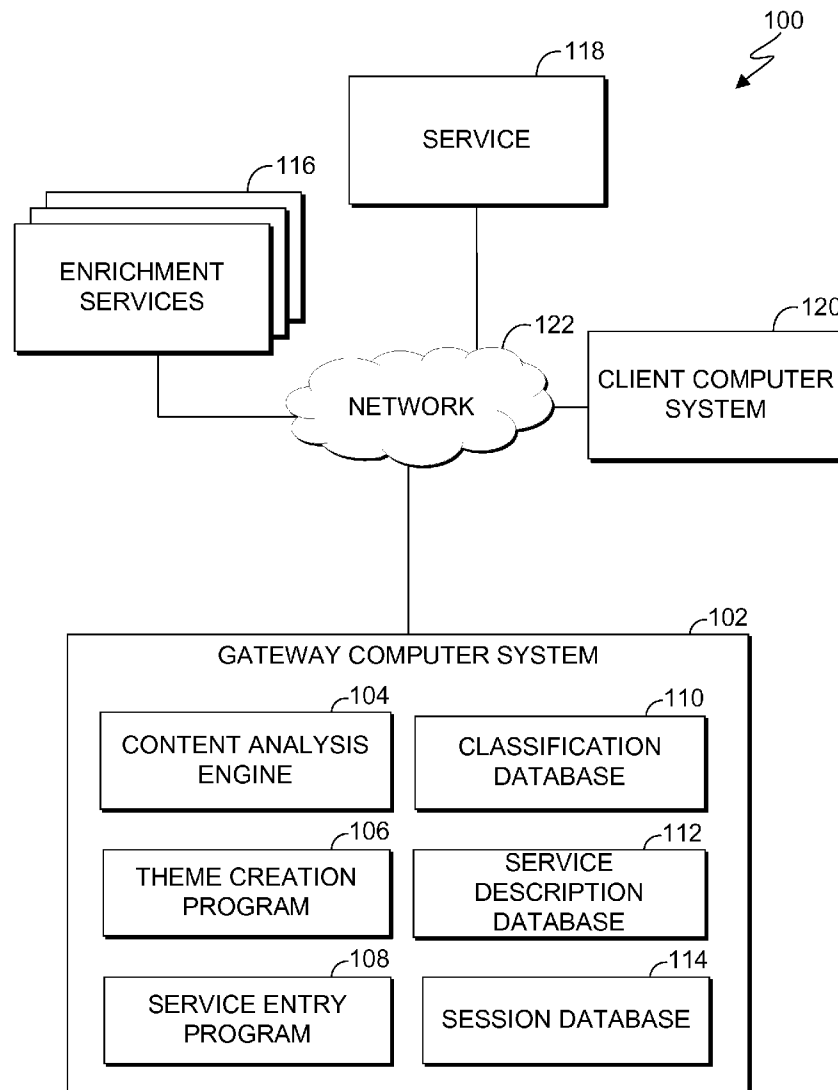 100
118
SERVICE
116
ENRICHMENT
SERVICES
122
NETWORK
120
CLIENT COMPUTER
SYSTEM
102
GATEWAY COMPUTER SYSTEM
104
CONTENT ANALYSIS
ENGINE
110
CLASSIFICATION
DATABASE
106
THEME CREATION
PROGRAM
112
SERVICE
DESCRIPTION
DATABASE
108
SERVICE ENTRY
PROGRAM
114
SESSION DATABASE